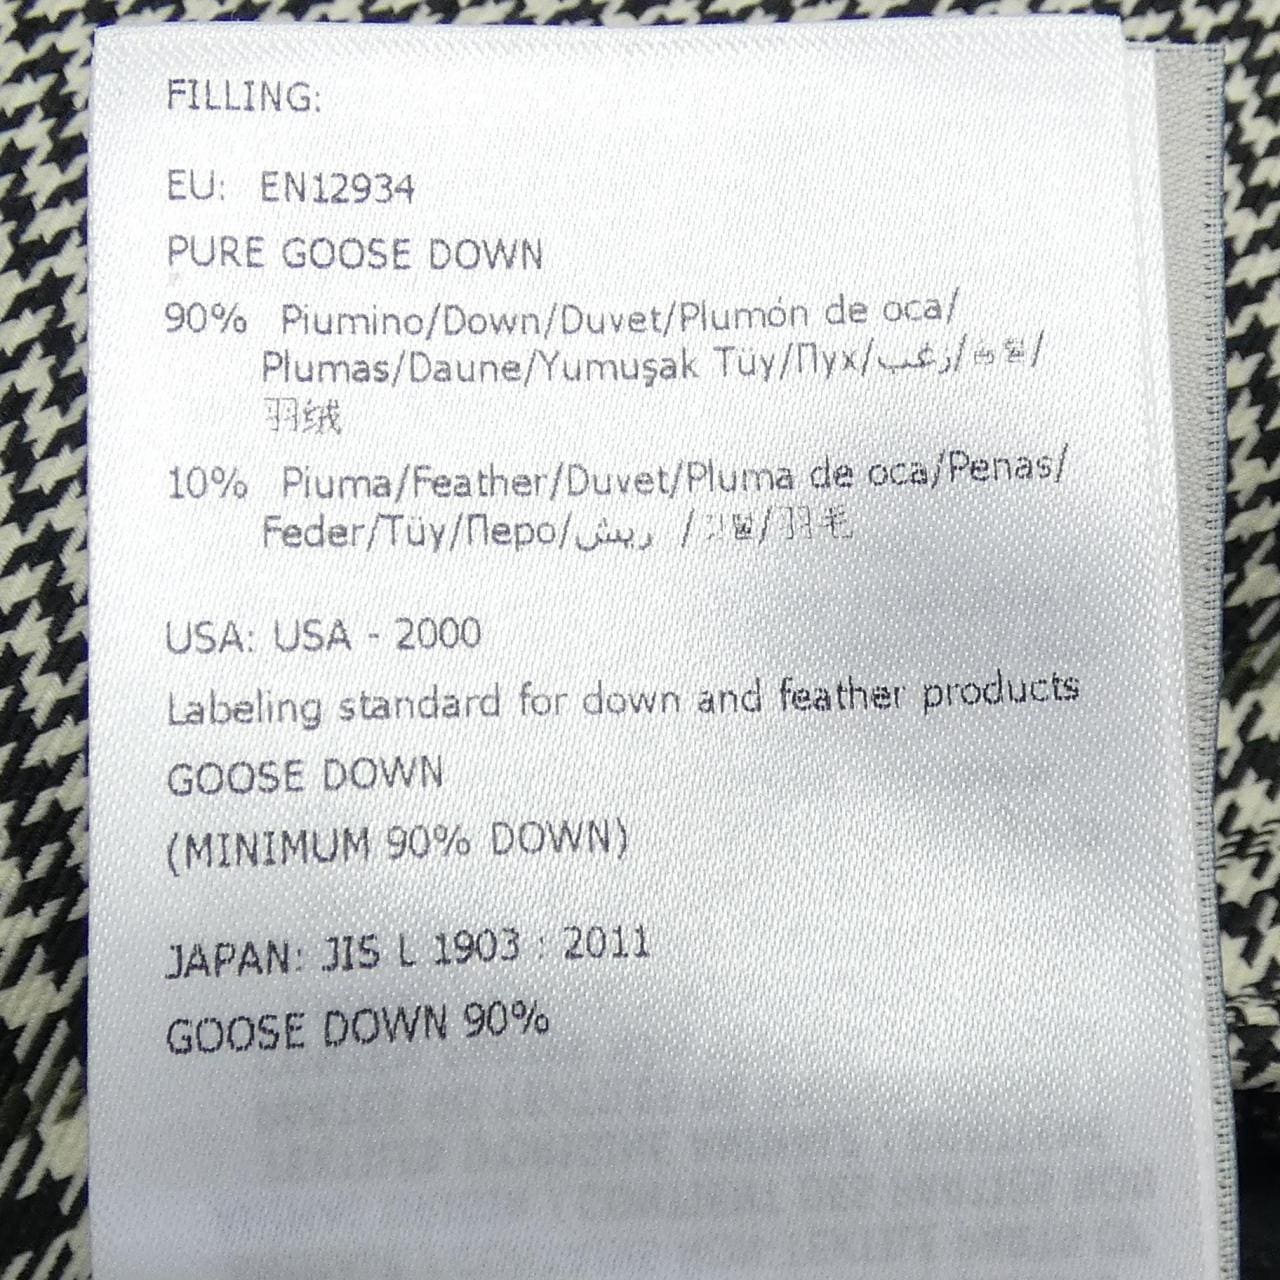 FILLING:
EU: EN12934
PURE GOOSE DOWN
90% Piumino/Down/Duvet/Plumón de oca/
Plumas/Daune/Yumuşak Tüy/Пух/زغب/솜털/
羽绒
10% Piuma/Feather/Duvet/Pluma de oca/Penas/
Feder/Tüy/Перо/ريش /깃털/羽毛
USA: USA - 2000
Labeling standard for down and feather products
GOOSE DOWN
(MINIMUM 90% DOWN)
JAPAN: JIS L 1903 : 2011
GOOSE DOWN 90%